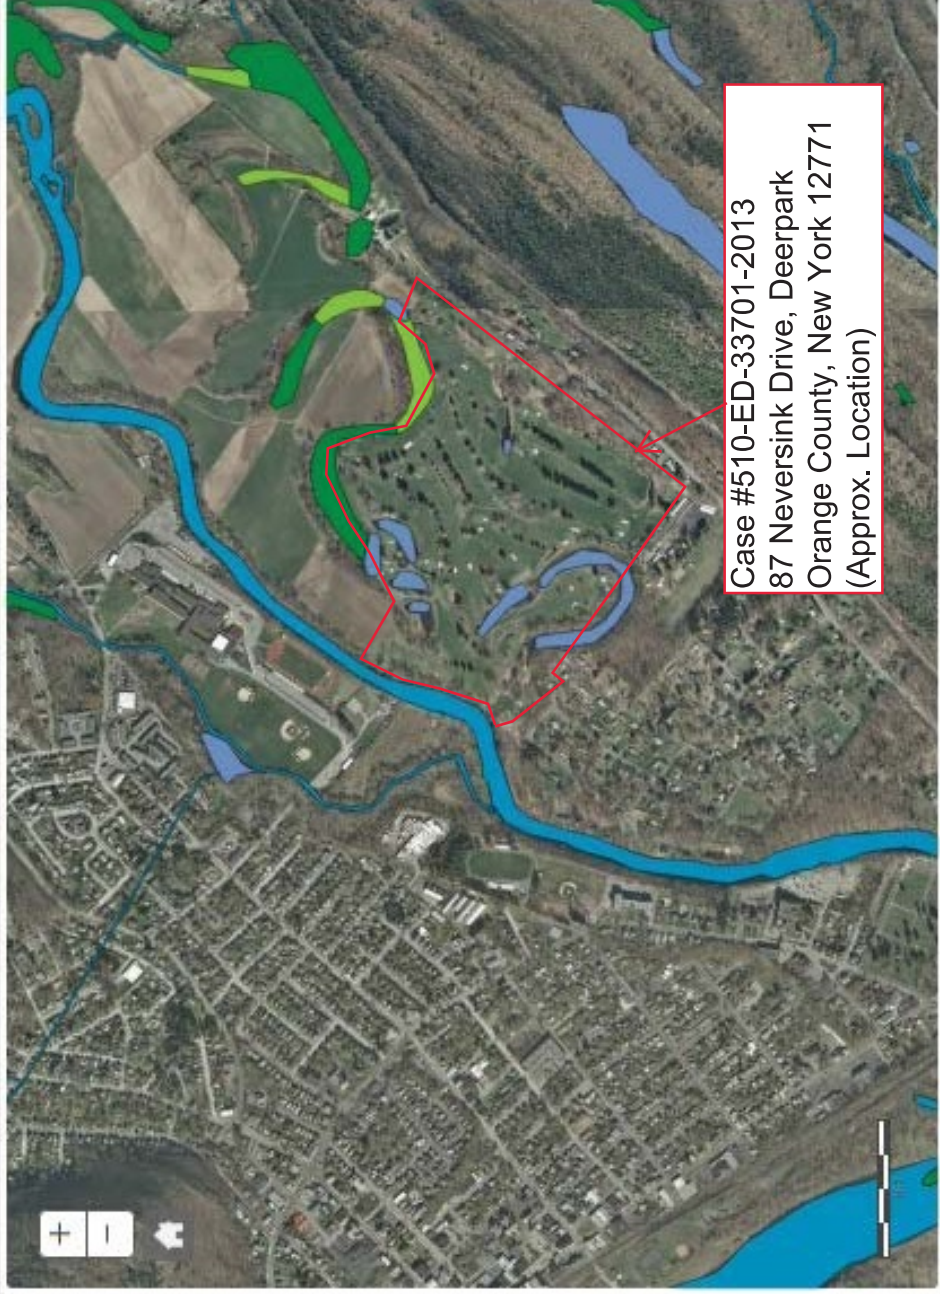 Case #510-ED-33701-2013
87 Neversink Drive, Deerpark
Orange County, New York 12771
(Approx. Location)